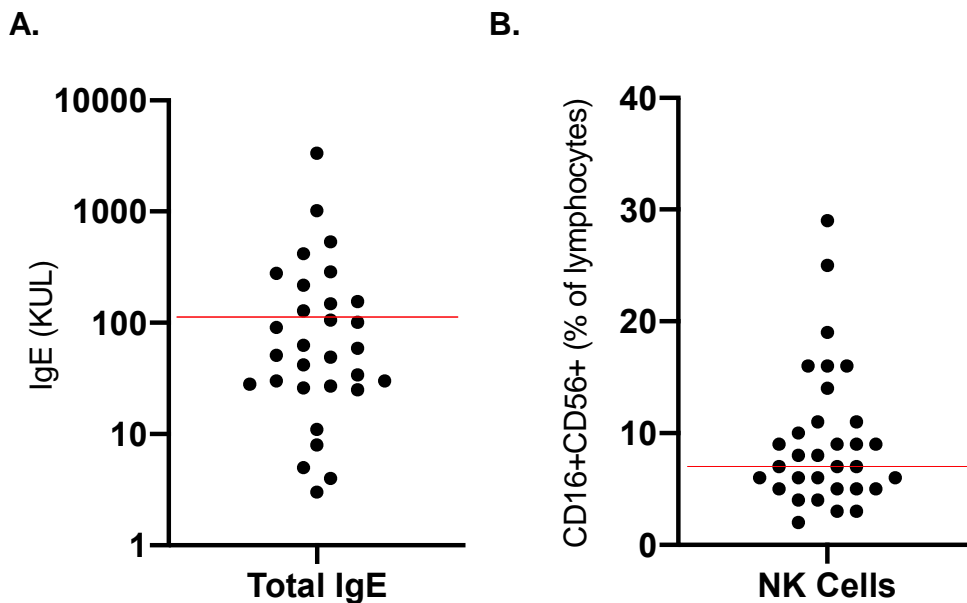 A.
B.
IgE (KUL)
10000
1000
100
10
1
Total IgE
CD16+CD56+ (% of lymphocytes)
40
30
20
10
0
NK Cells